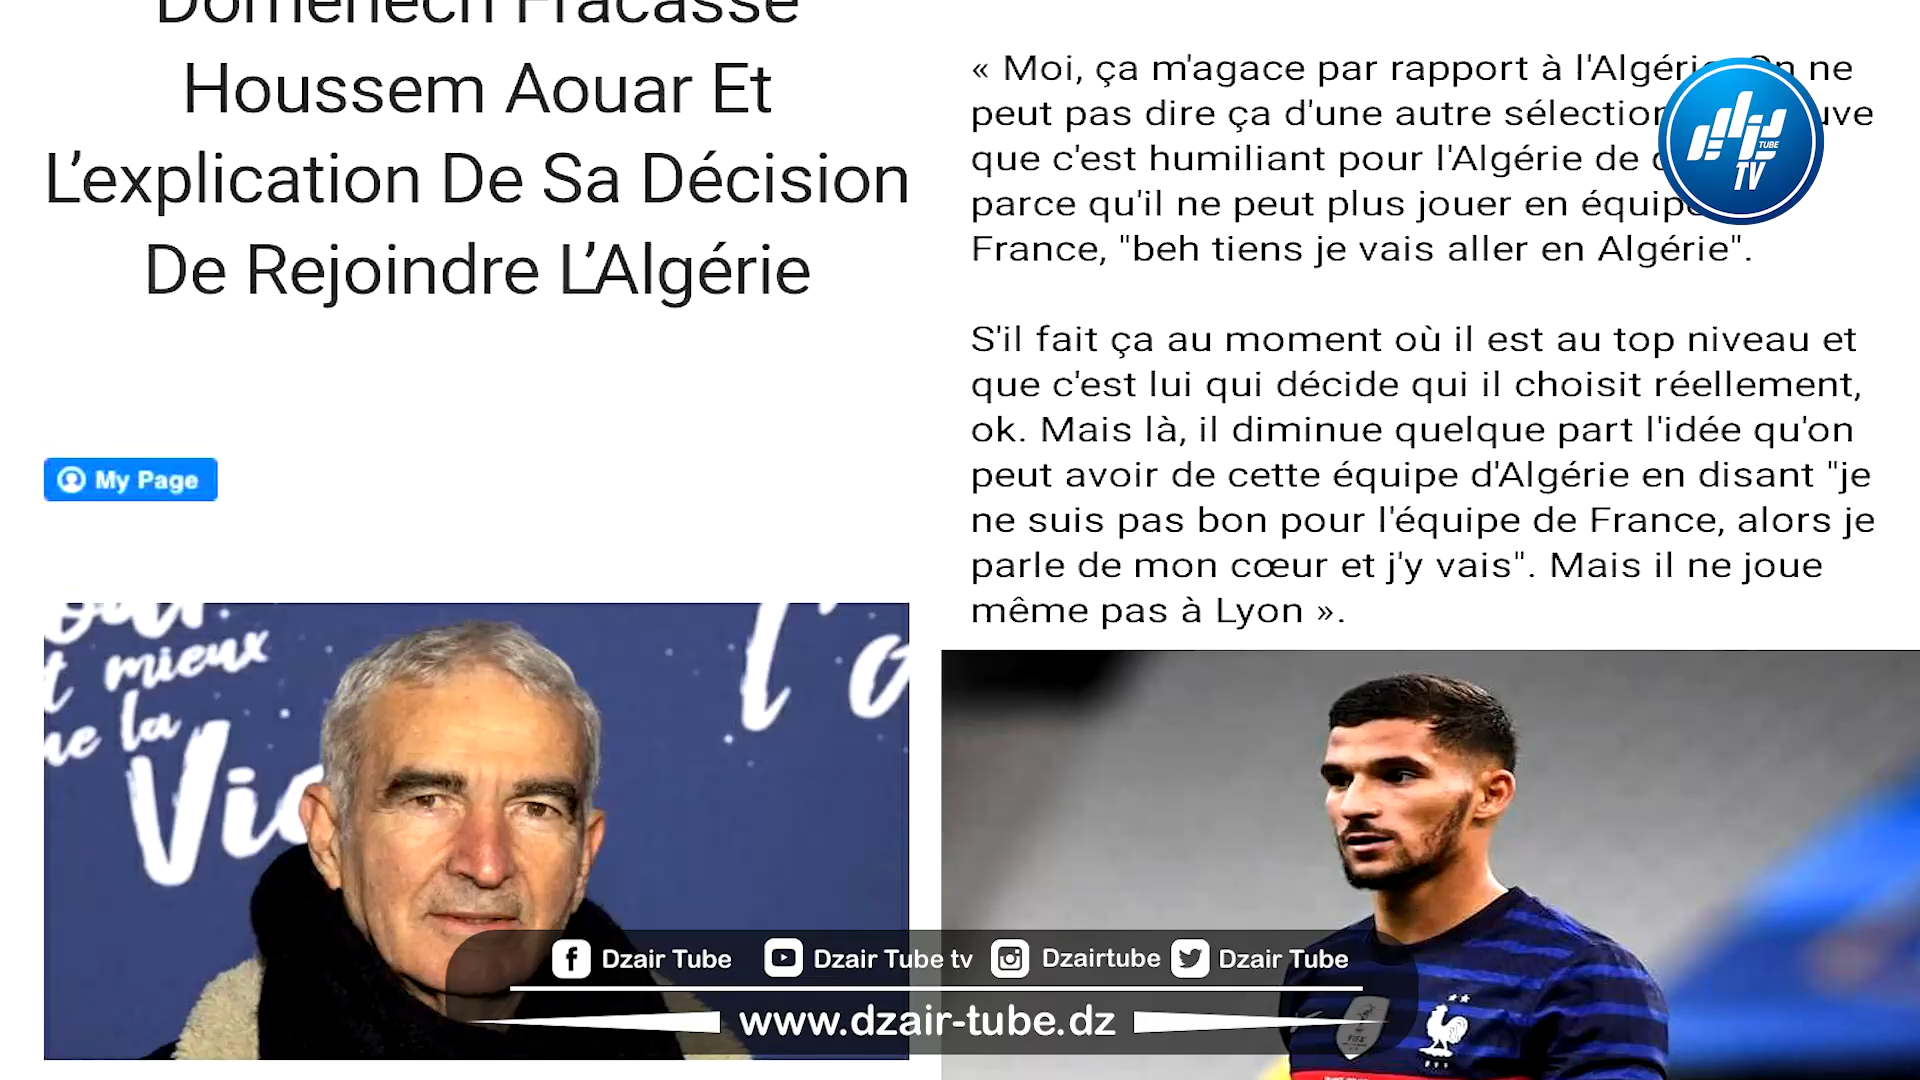 Domenech Fracasse
Houssem Aouar Et
L’explication De Sa Décision
De Rejoindre L’Algérie
My Page
« Moi, ça m'agace par rapport à l'Algérie. On ne
peut pas dire ça d'une autre sélection
que c'est humiliant pour l'Algérie de
parce qu'il ne peut plus jouer en équipe
France, "beh tiens je vais aller en Algérie".
S'il fait ça au moment où il est au top niveau et
que c'est lui qui décide qui il choisit réellement,
ok. Mais là, il diminue quelque part l'idée qu'on
peut avoir de cette équipe d'Algérie en disant "je
ne suis pas bon pour l'équipe de France, alors je
parle de mon cœur et j'y vais". Mais il ne joue
même pas à Lyon ».
TUBE
TV
mieux
la
Vi
l'a
FIFA
Dzair Tube
Dzair Tube tv
Dzairtube
Dzair Tube
www.dzair-tube.dz